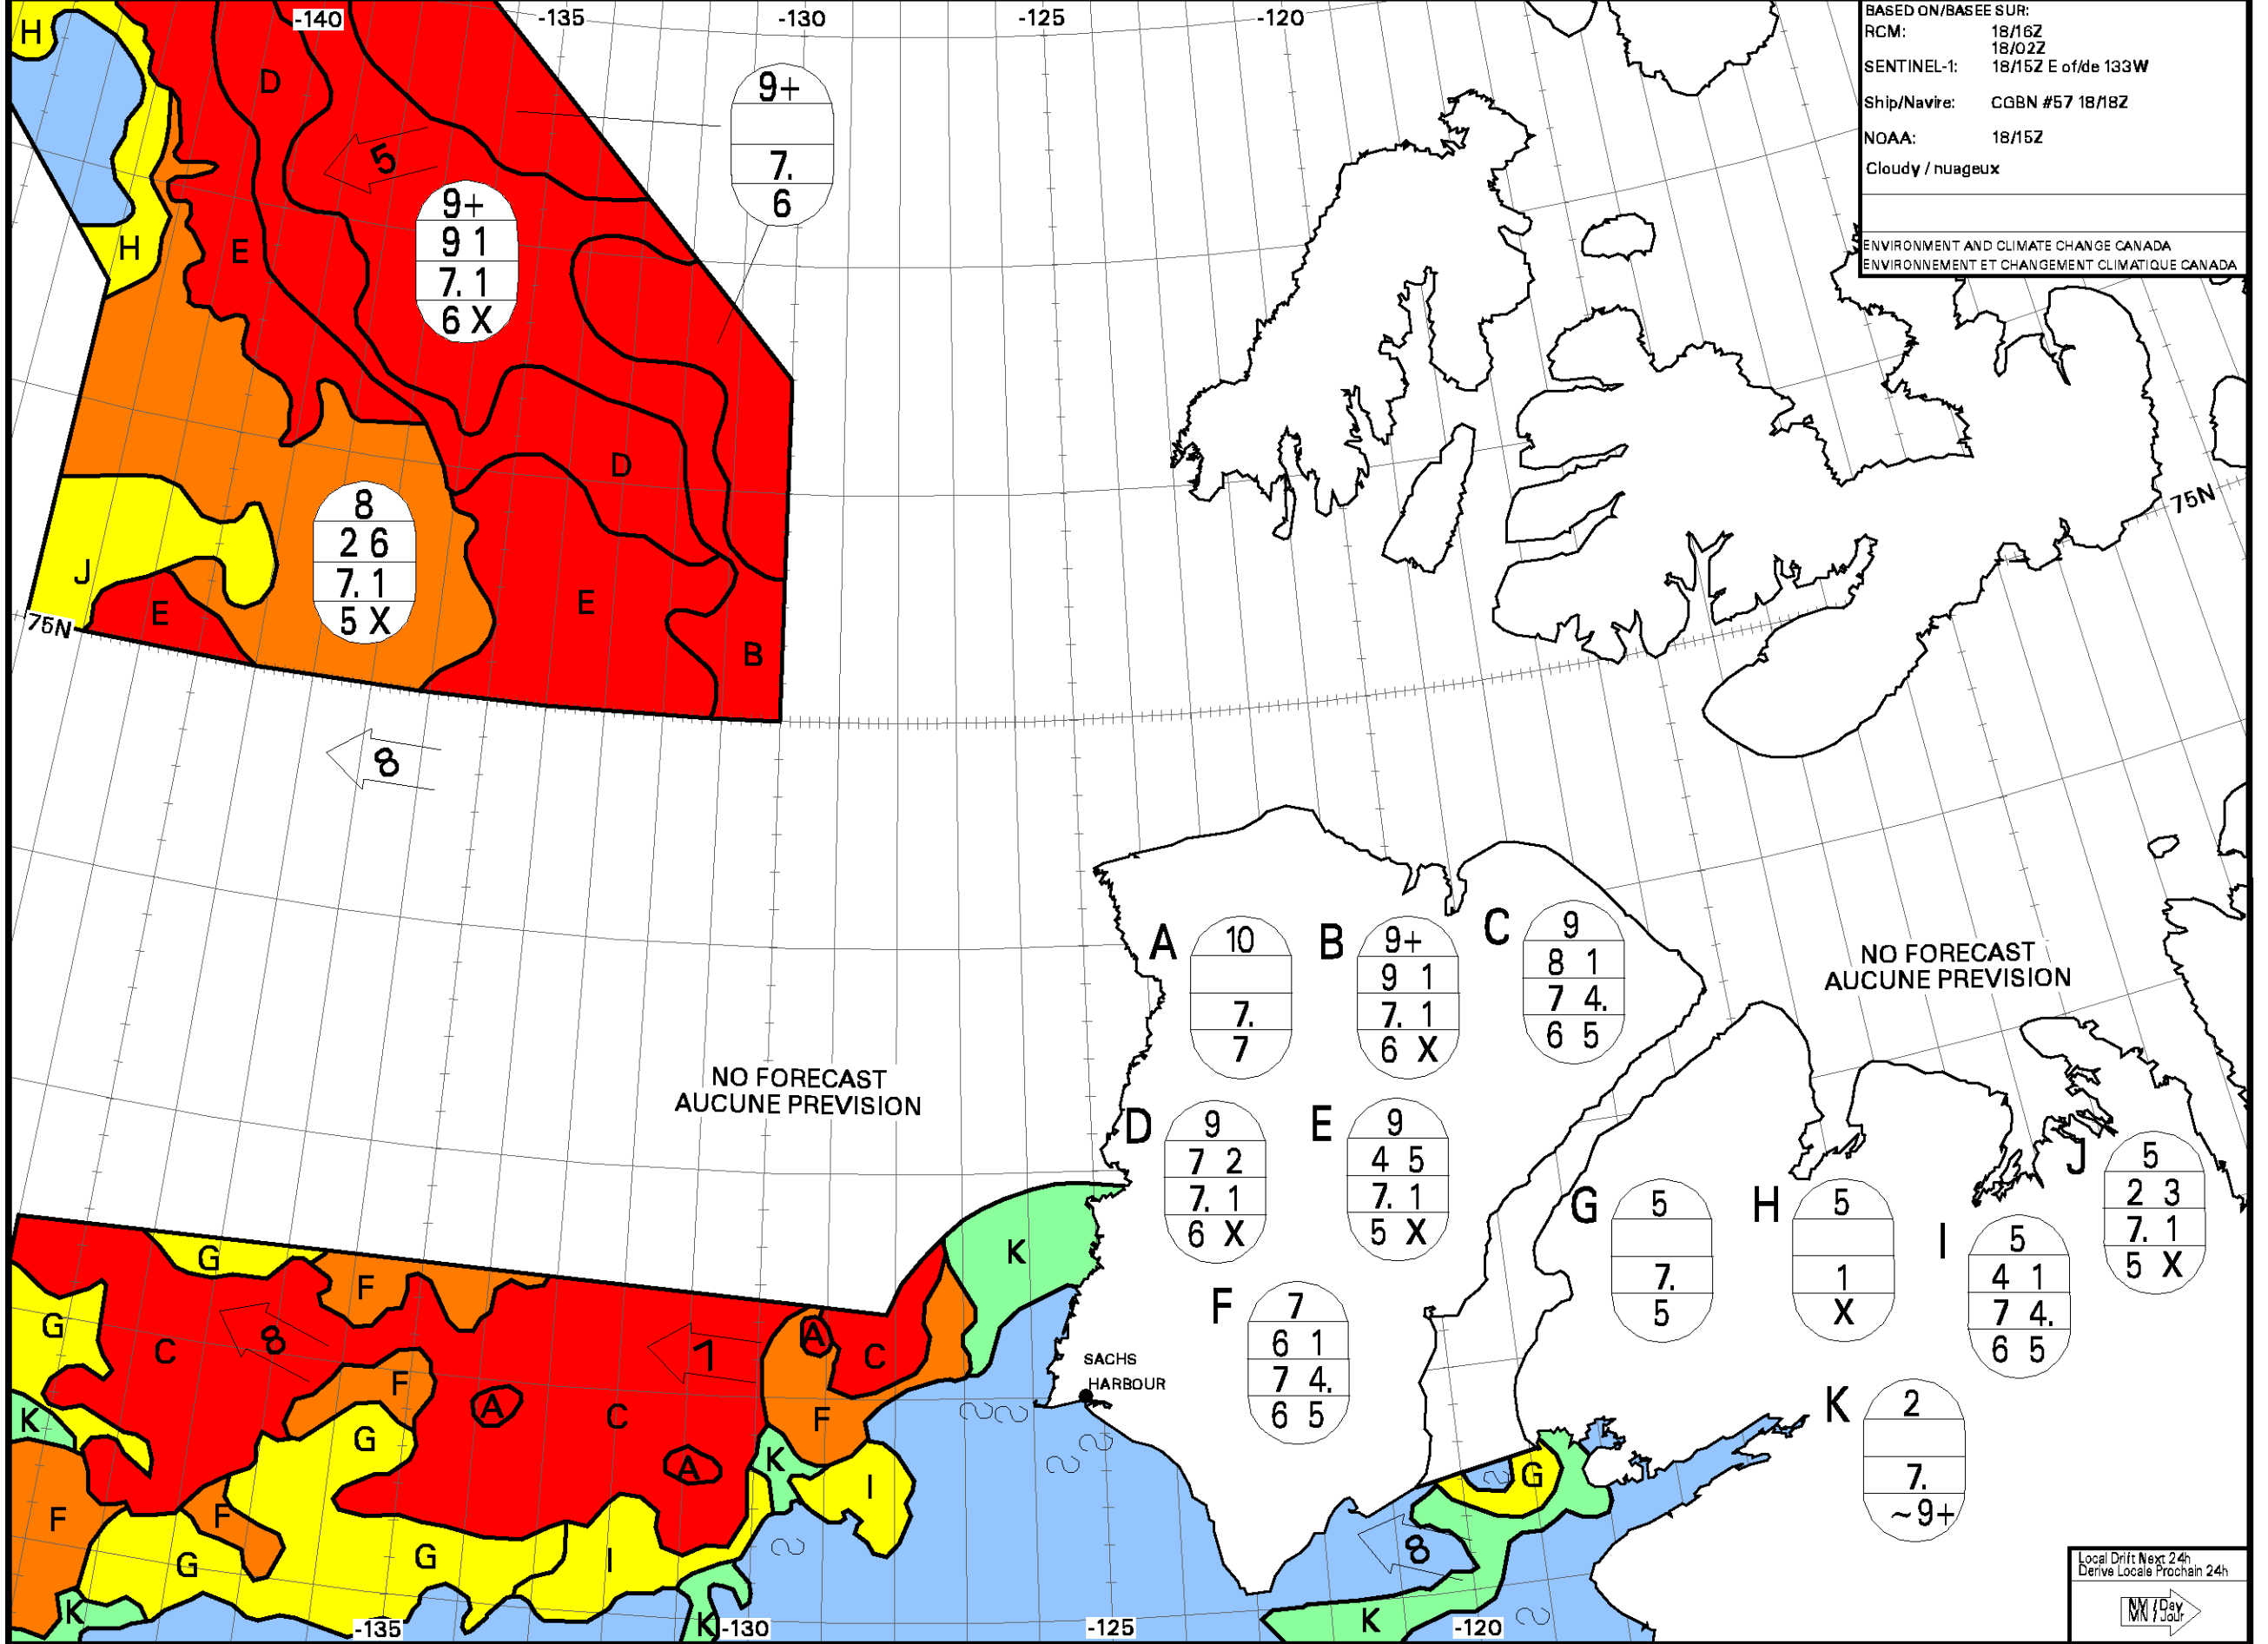 -140
-135
-130
-125
-120
BASED ON/BASEE SUR:
RCM: 18/16Z
18/02Z
SENTINEL-1: 18/15Z E of/de 133W
Ship/Navire: CGBN #57 18/18Z
NOAA: 18/15Z
Cloudy / nuageux
ENVIRONMENT AND CLIMATE CHANGE CANADA
ENVIRONNEMENT ET CHANGEMENT CLIMATIQUE CANADA
H
D
5
9+
7.
6
H
E
9+
9 1
7. 1
6 X
D
75N
8
2 6
7. 1
5 X
J
E
E
B
75N
8
A
10
7.
7
B
9+
9 1
7. 1
6 X
C
9
8 1
7 4.
6 5
NO FORECAST
AUCUNE PREVISION
NO FORECAST
AUCUNE PREVISION
D
9
7 2
7. 1
6 X
E
9
4 5
7. 1
5 X
F
7
6 1
7 4.
6 5
G
5
7.
5
H
5
1
X
I
5
4 1
7 4.
6 5
J
5
2 3
7. 1
5 X
K
2
7.
~9+
G
F
K
G
C
8
7
A
C
F
A
C
F
SACHS
HARBOUR
K
G
A
K
I
G
F
F
8
G
G
I
K
K
K
K
-135
-130
-125
-120
Local Drift Next 24h
Derive Locale Prochain 24h
NM / Day
MN / Jour